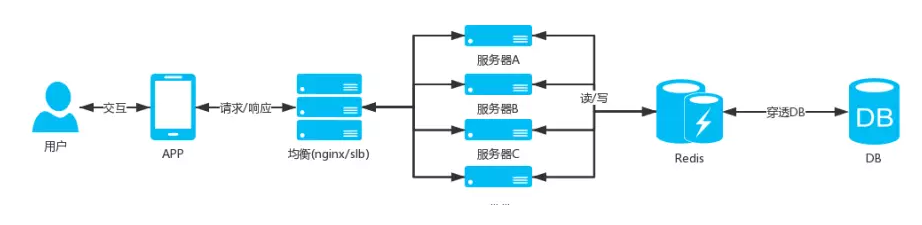 服务器A
服务器B
读/写
交互
请求/响应
穿透DB
DB
用户
APP
均衡(nginx/slb)
服务器C
Redis
DB
... ...